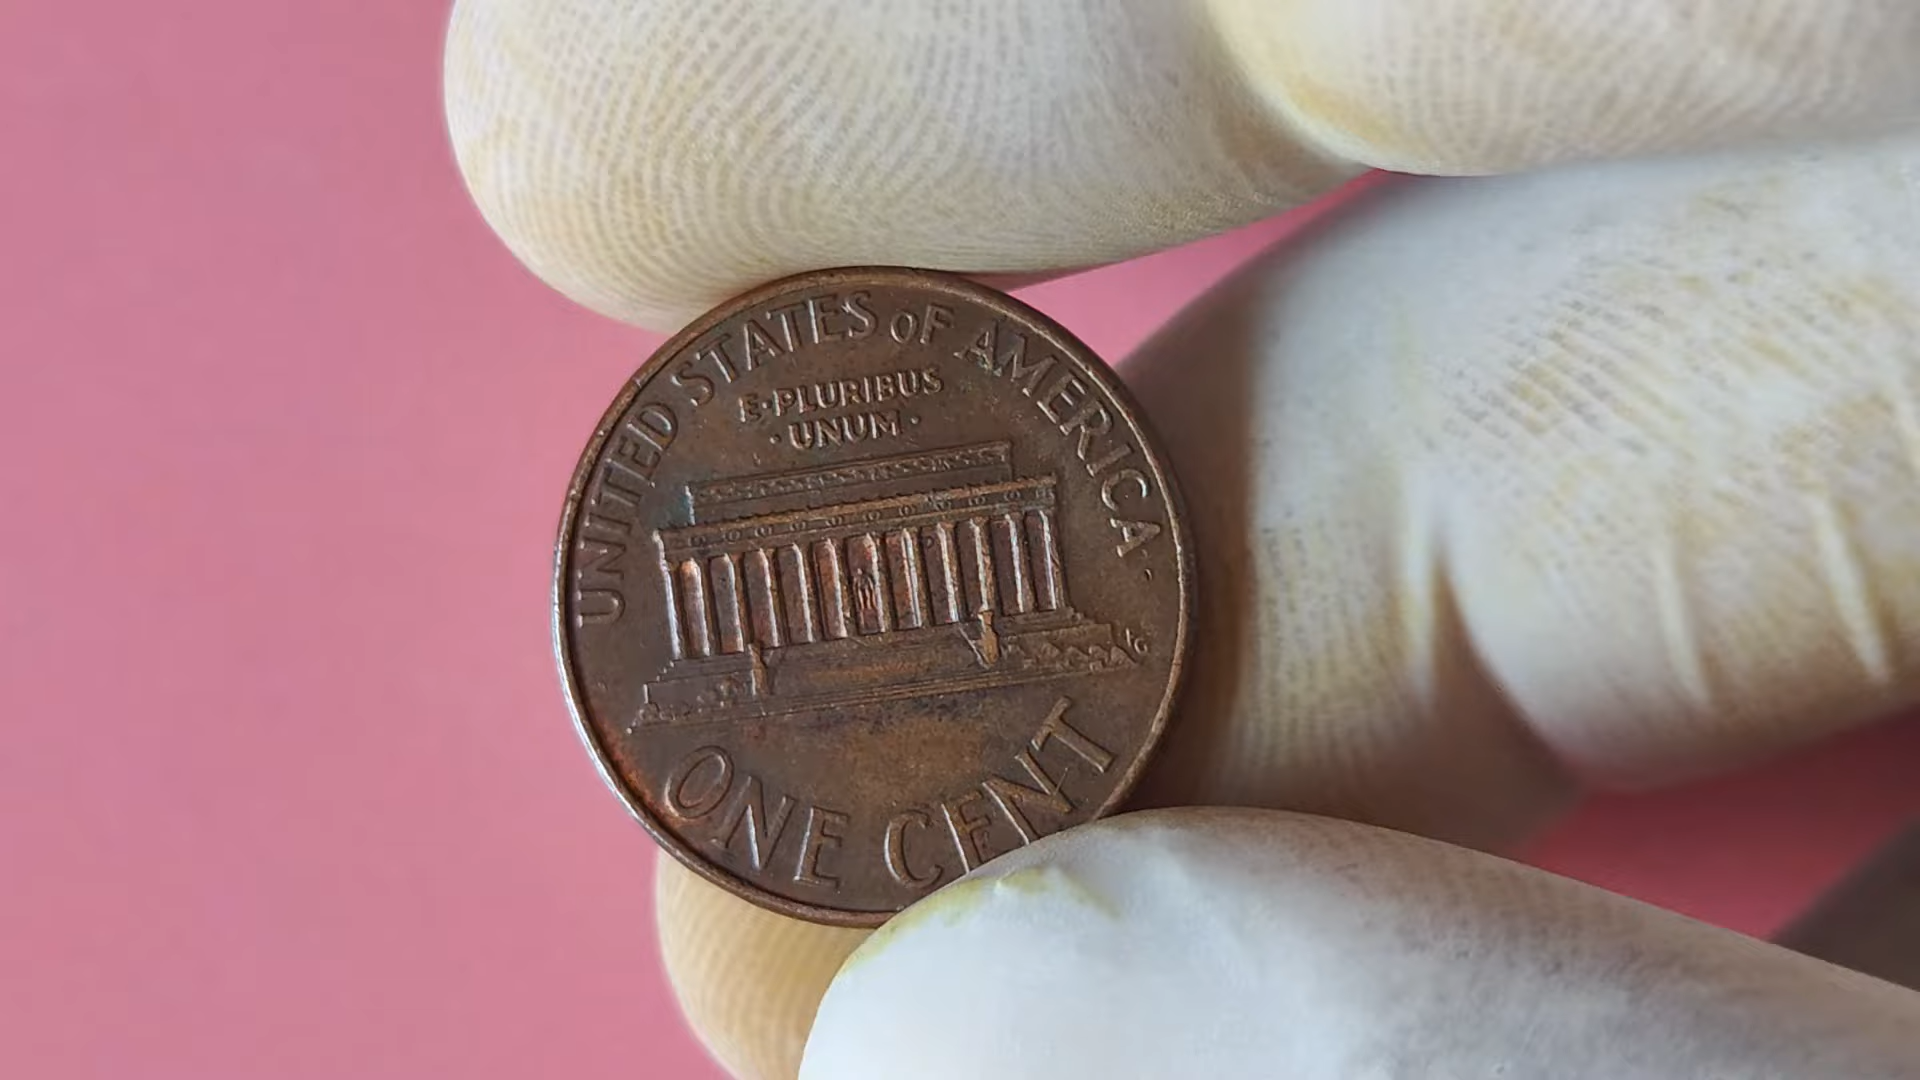 UNITED STATES OF AMERICA
E·PLURIBUS
·UNUM·
FG
ONE CENT